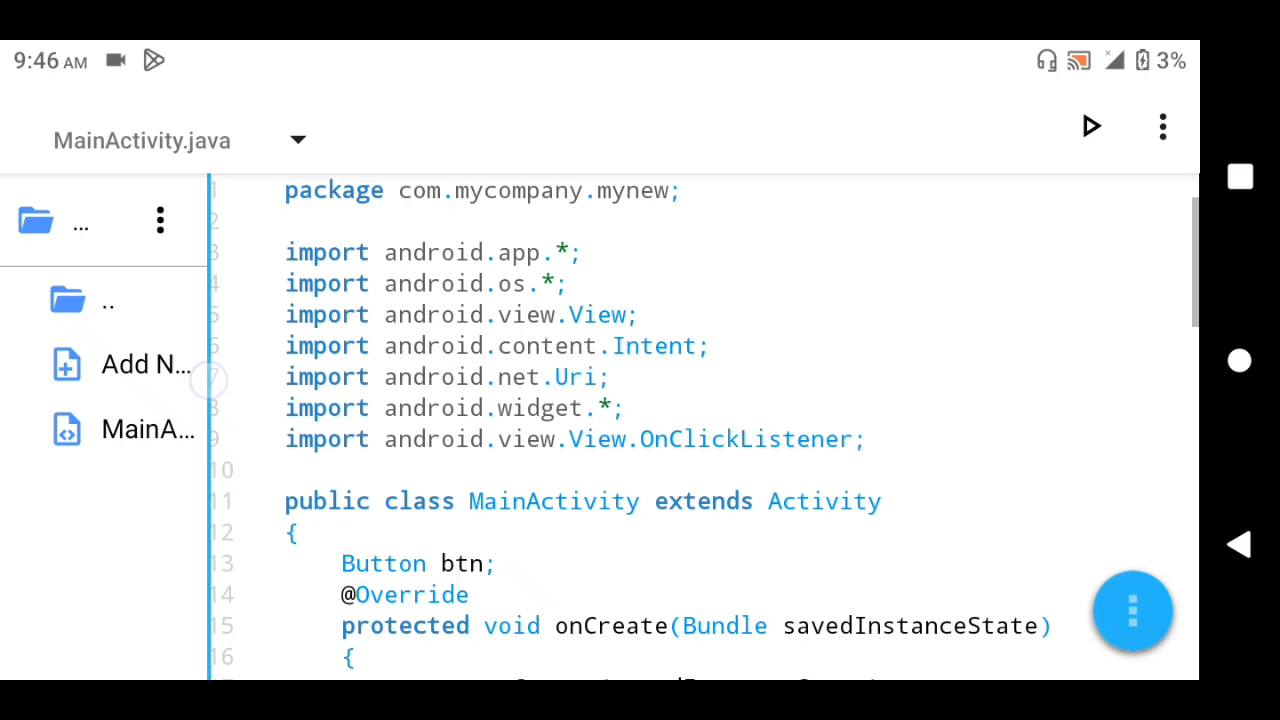 9:46 AM
3%
MainActivity.java
...
..
Add N...
MainA...
1 package com.mycompany.mynew;
2
3 import android.app.*;
4 import android.os.*;
5 import android.view.View;
6 import android.content.Intent;
7 import android.net.Uri;
8 import android.widget.*;
9 import android.view.View.OnClickListener;
10
11 public class MainActivity extends Activity
12 {
13 Button btn;
14 @Override
15 protected void onCreate(Bundle savedInstanceState)
16 {